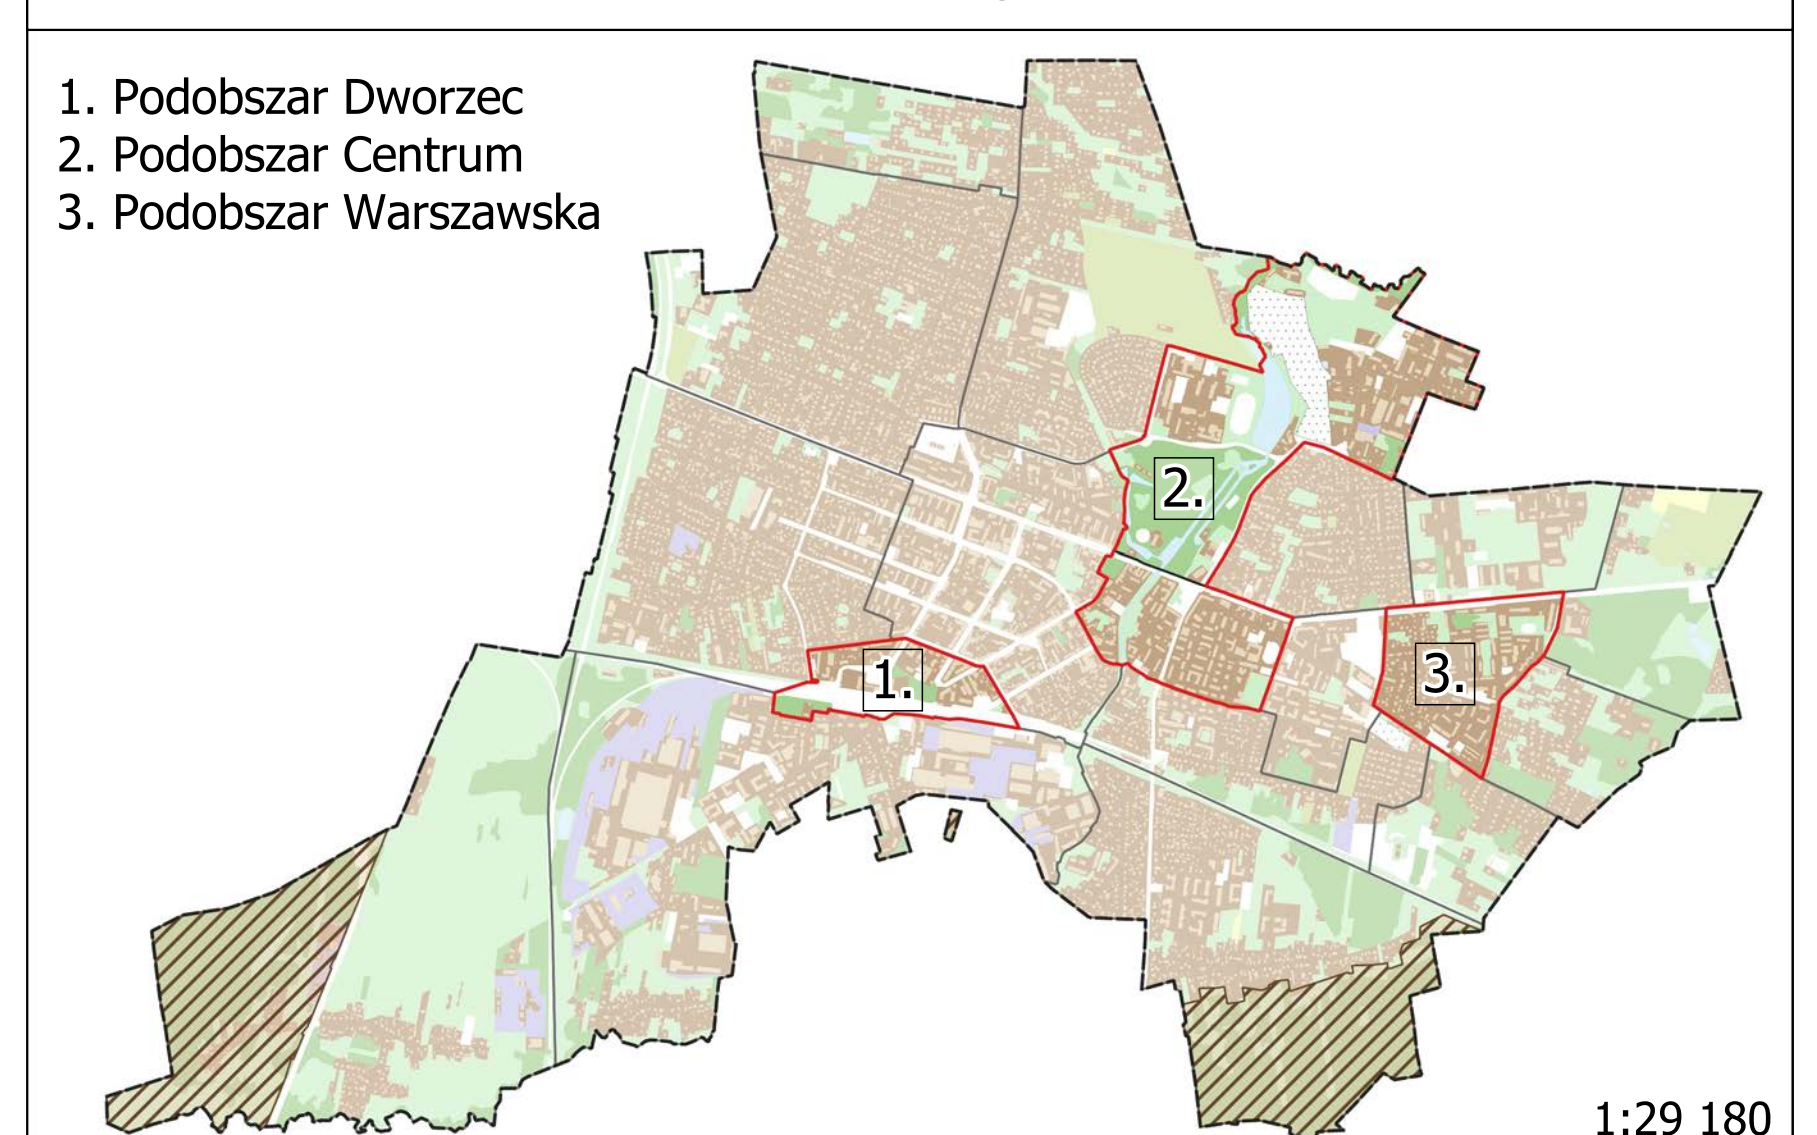 1. Podobszar Dworzec
2. Podobszar Centrum
3. Podobszar Warszawska
2.
1.
3.
1:29 180